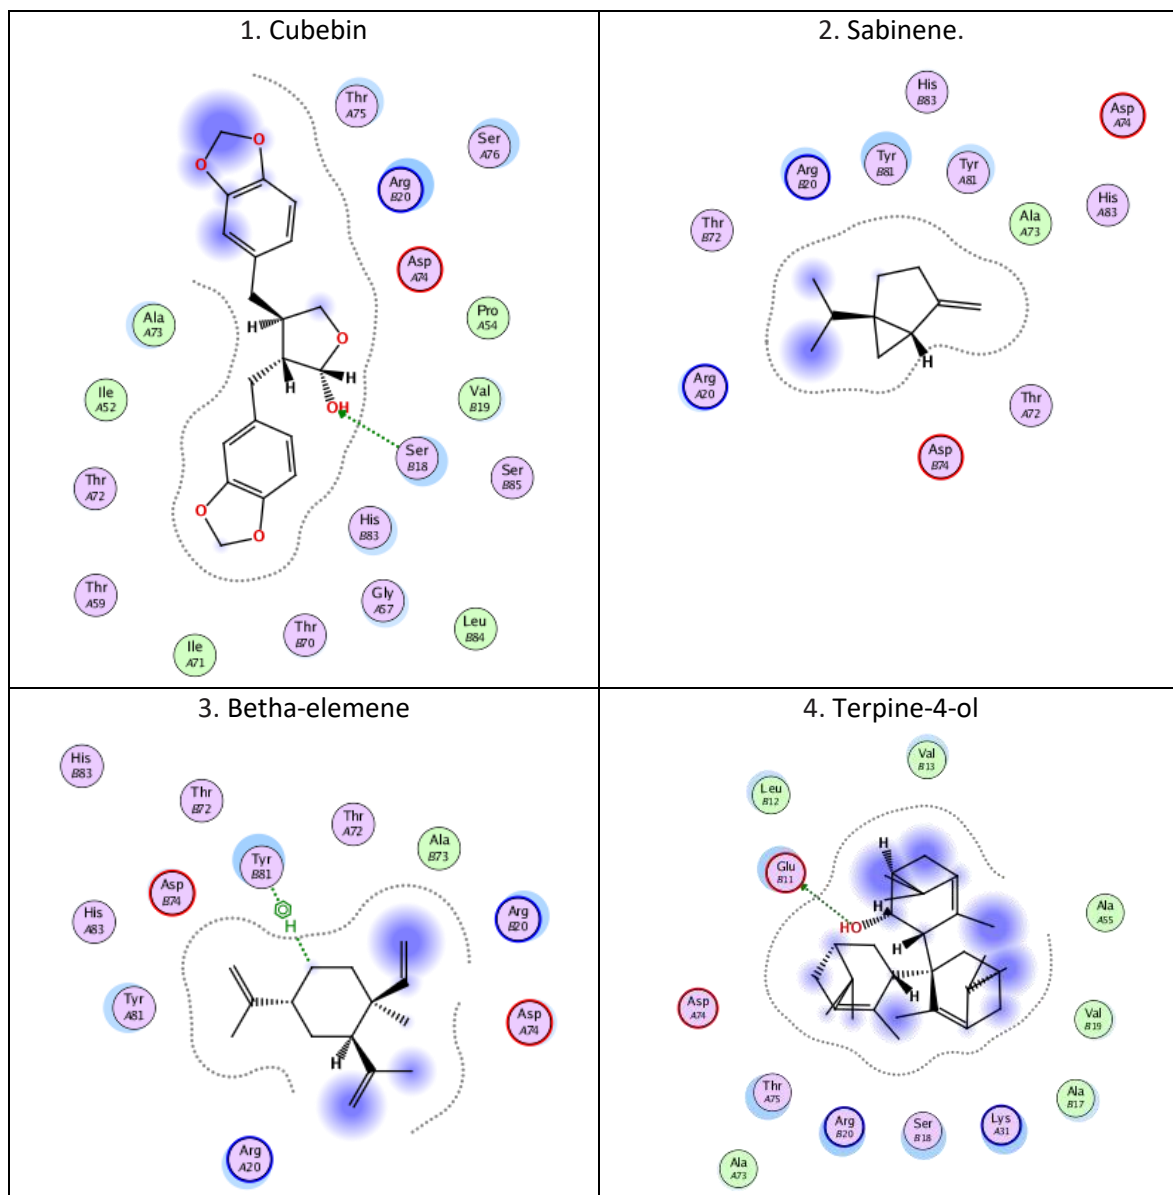 1. Cubebin
Thr
A75
Ser
A76
Arg
B20
Asp
A74
Ala
A73
Pro
A54
Ile
A52
Val
B19
Thr
A72
Ser
B18
Ser
B85
His
B83
Thr
A59
Gly
A57
Thr
B70
Leu
B84
Ile
A71
O
O
H
O
H
H
OH
O
O
2. Sabinene.
His
B83
Asp
A74
Arg
B20
Tyr
B81
Tyr
A81
His
A83
Thr
B72
Ala
A73
H
Arg
A20
Thr
A72
Asp
B74
3. Betha-elemene
His
B83
Thr
B72
Thr
A72
Ala
B73
Tyr
B81
Asp
B74
His
A83
Arg
B20
H
Tyr
A81
Asp
A74
H
Arg
A20
4. Terpine-4-ol
Val
B13
Leu
B12
Glu
B11
H
H
HO
H
H
Ala
A55
Asp
A74
Val
B19
Thr
A75
Arg
B20
Ser
B18
Lys
A31
Ala
B17
Ala
A73